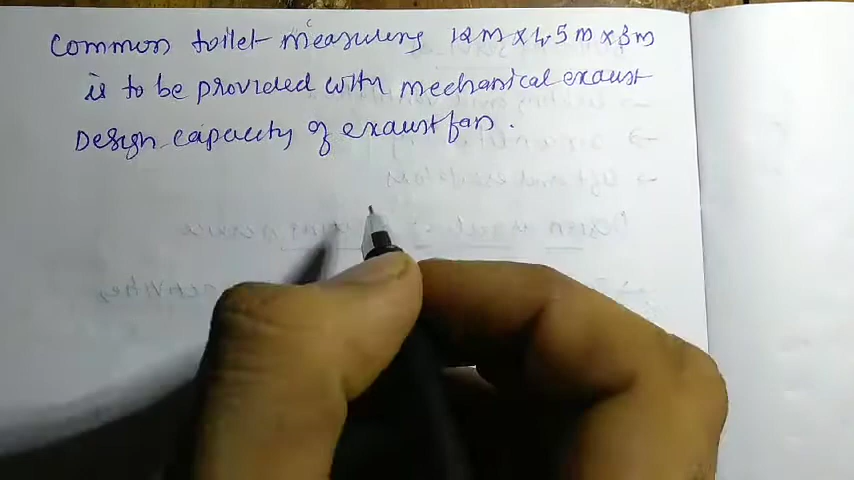 common toilet measuring 12m x 4.5m x 3m
is to be provided with mechanical exaust
Design capacity of exaust fan.